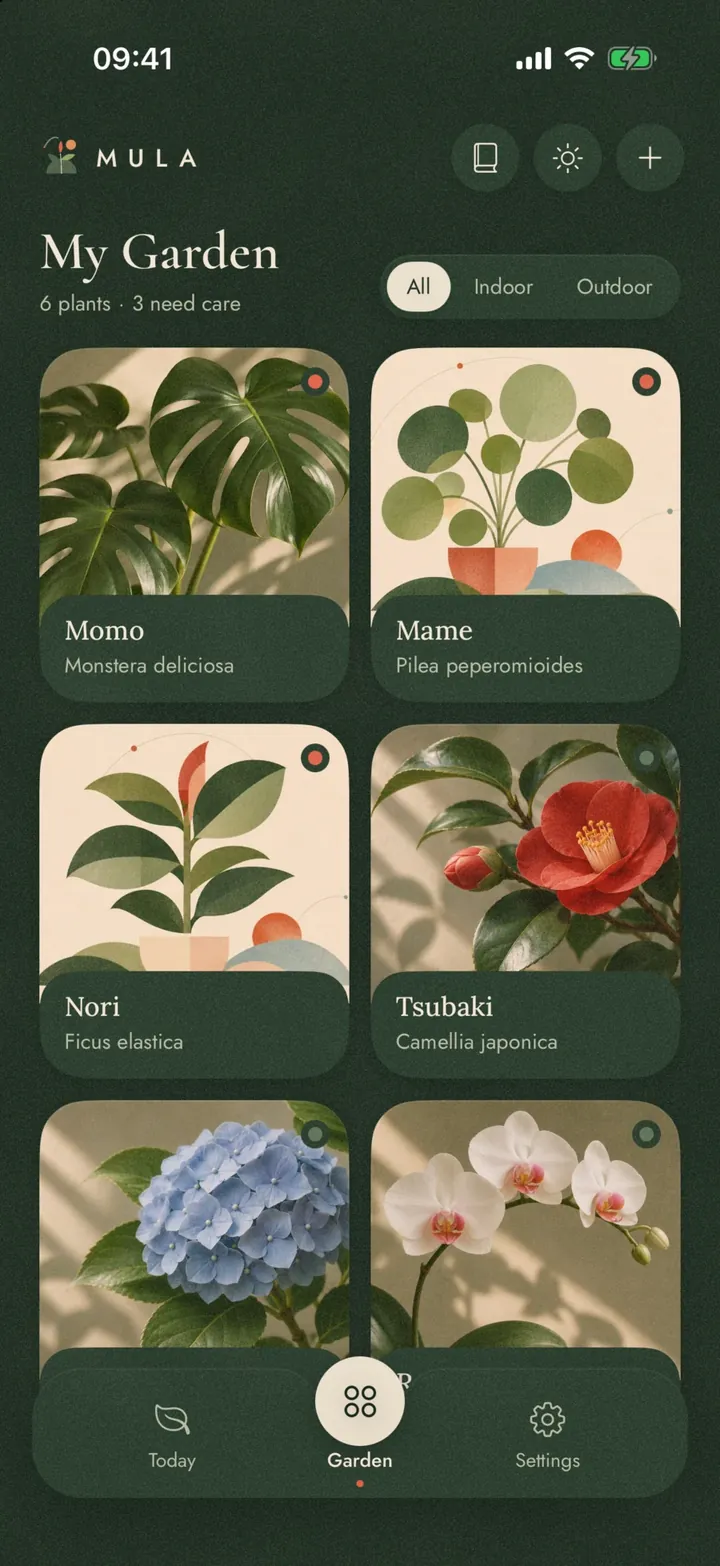 09:41
MULA
My Garden
6 plants · 3 need care
All Indoor Outdoor
Momo
Monstera deliciosa
Mame
Pilea peperomioides
Nori
Ficus elastica
Tsubaki
Camellia japonica
Today
Garden
Settings